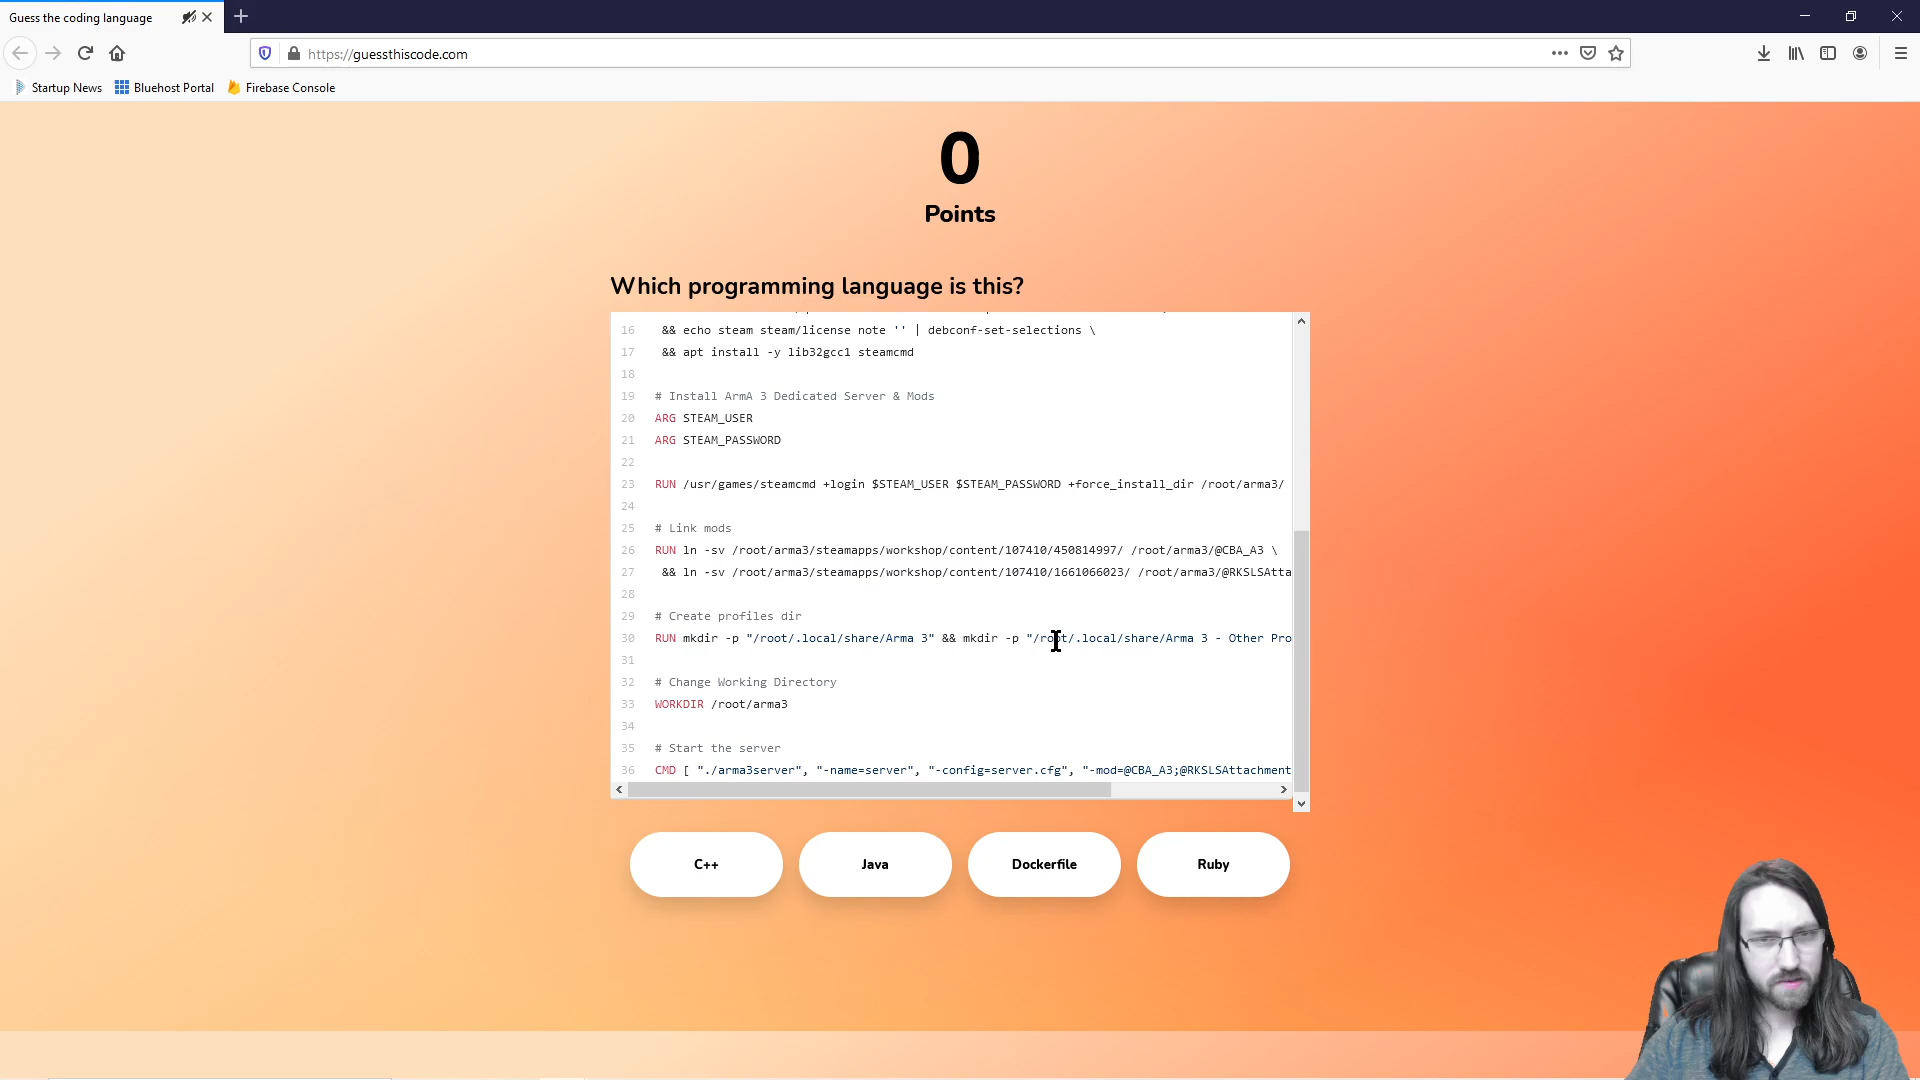 Guess the coding language
https://guessthiscode.com
Startup News
Bluehost Portal
Firebase Console
0
Points
Which programming language is this?
16 && echo steam steam/license note '' | debconf-set-selections \
17 && apt install -y lib32gcc1 steamcmd
18
19 # Install ArmA 3 Dedicated Server & Mods
20 ARG STEAM_USER
21 ARG STEAM_PASSWORD
22
23 RUN /usr/games/steamcmd +login $STEAM_USER $STEAM_PASSWORD +force_install_dir /root/arma3/
24
25 # Link mods
26 RUN ln -sv /root/arma3/steamapps/workshop/content/107410/450814997/ /root/arma3/@CBA_A3 \
27 && ln -sv /root/arma3/steamapps/workshop/content/107410/1661066023/ /root/arma3/@RKSLSAtta
28
29 # Create profiles dir
30 RUN mkdir -p "/root/.local/share/Arma 3" && mkdir -p "/root/.local/share/Arma 3 - Other Pro
31
32 # Change Working Directory
33 WORKDIR /root/arma3
34
35 # Start the server
36 CMD [ "./arma3server", "-name=server", "-config=server.cfg", "-mod=@CBA_A3;@RKSLSAttachment
C++
Java
Dockerfile
Ruby